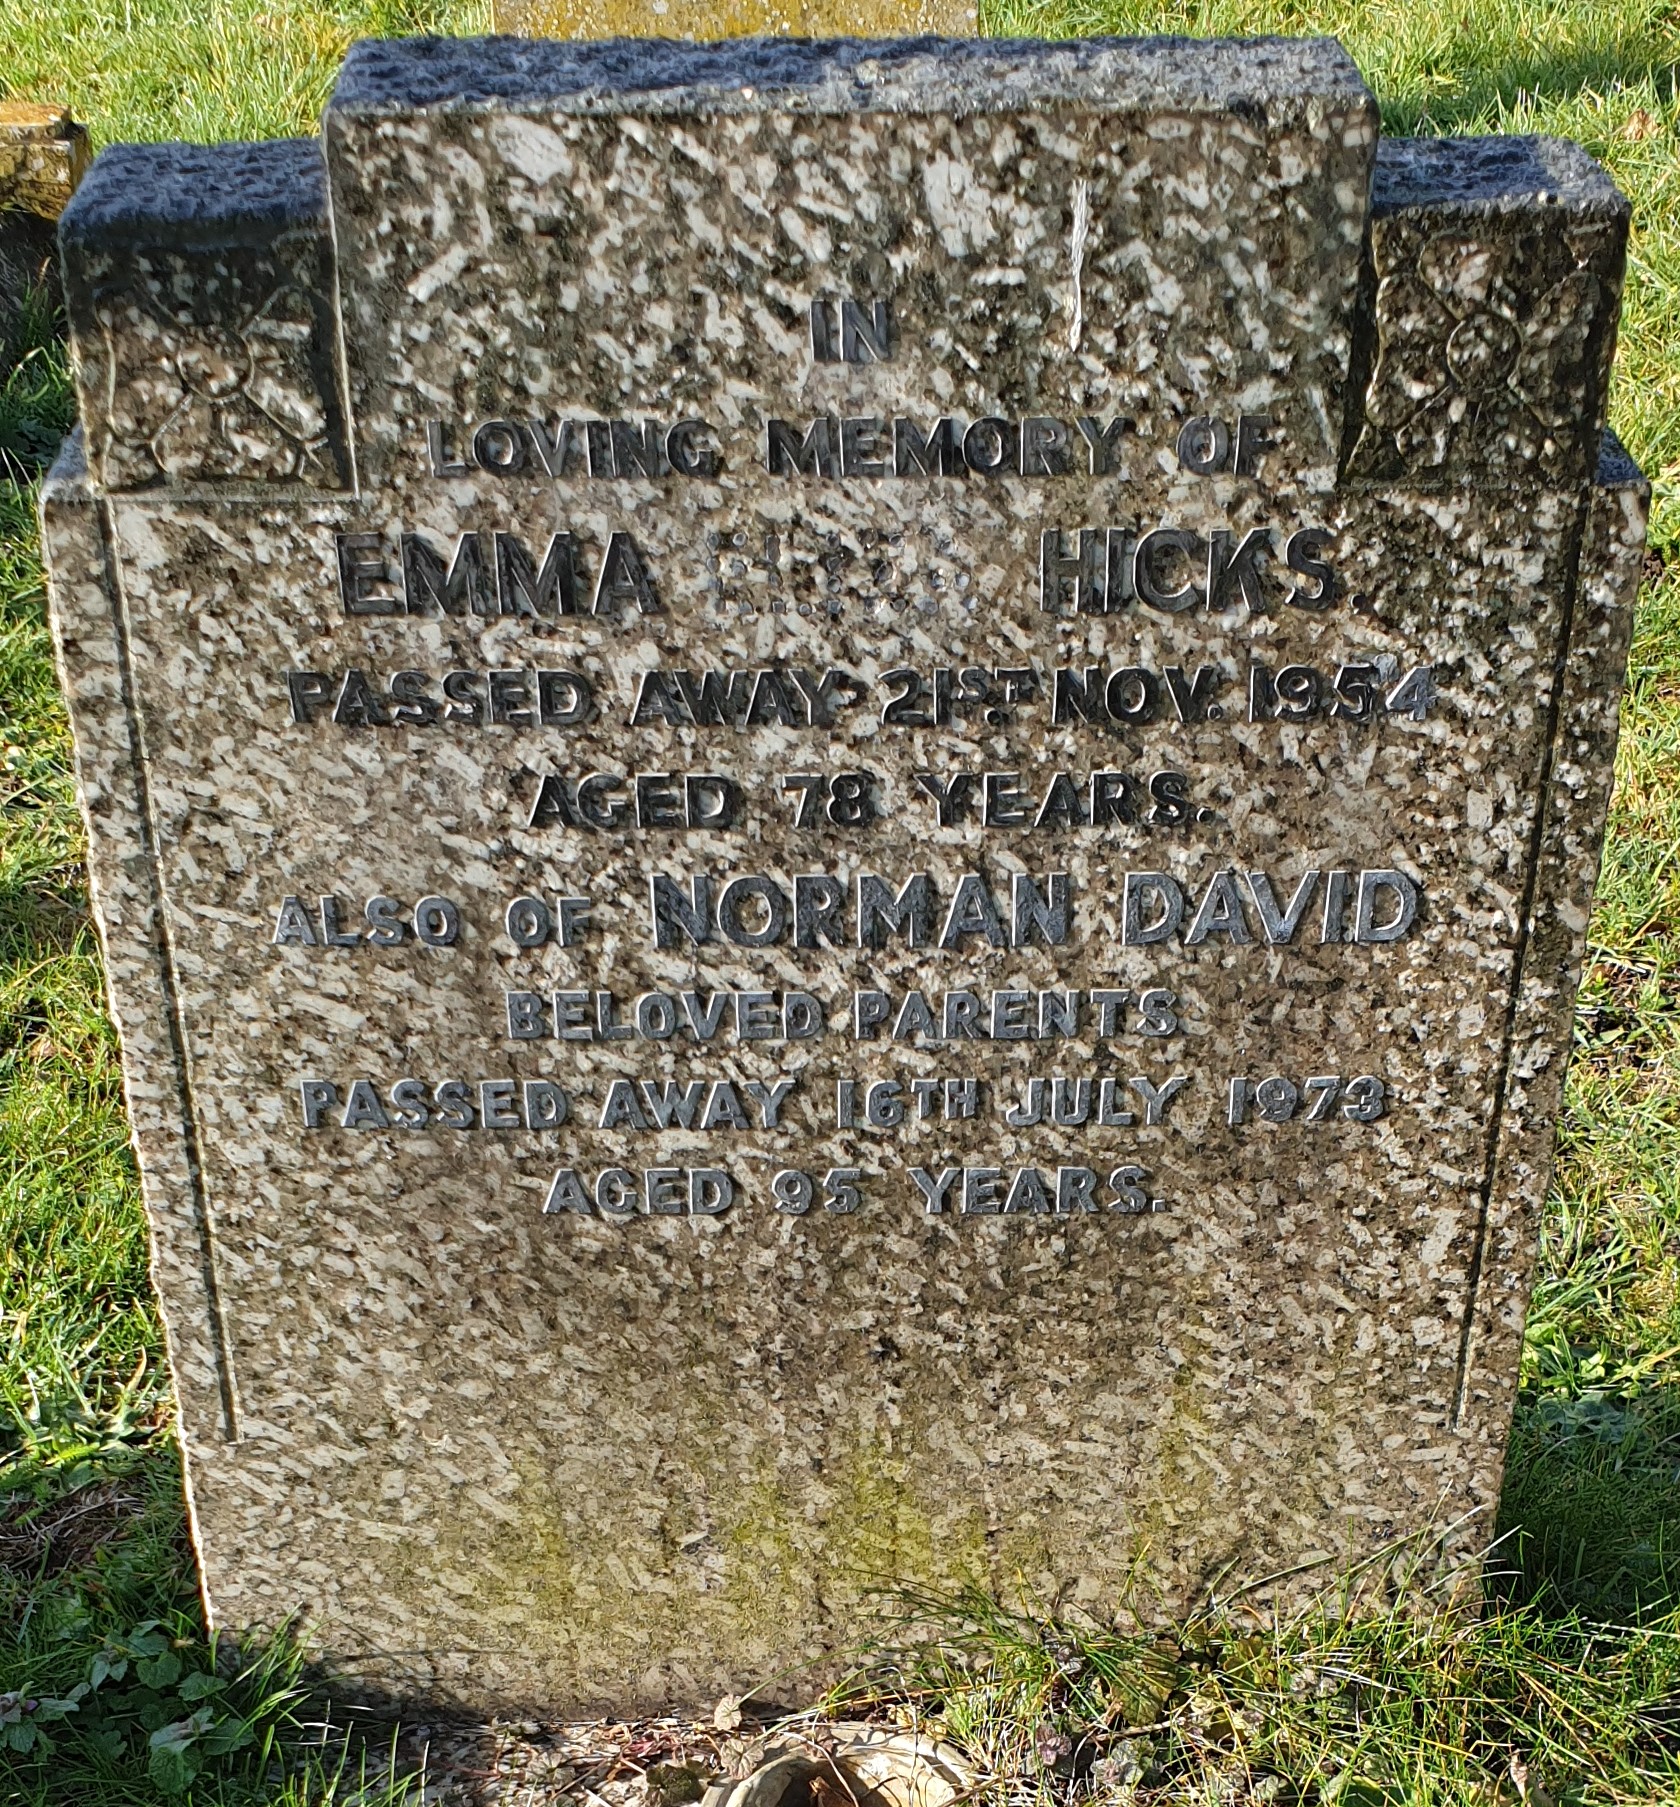 IN
LOVING MEMORY OF
EMMA HICKS.
PASSED AWAY 21ST. NOV. 1954
AGED 78 YEARS.
ALSO OF NORMAN DAVID
BELOVED PARENTS
PASSED AWAY 16TH JULY 1973
AGED 95 YEARS.